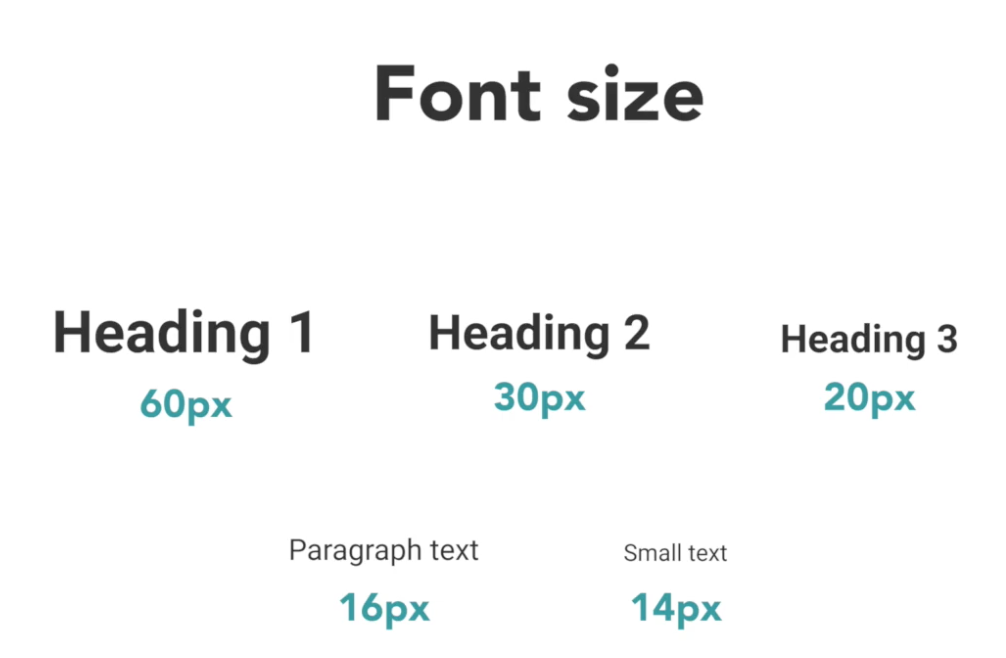 Font size
Heading 1
60px
Heading 2
30px
Heading 3
20px
Paragraph text
16px
Small text
14px